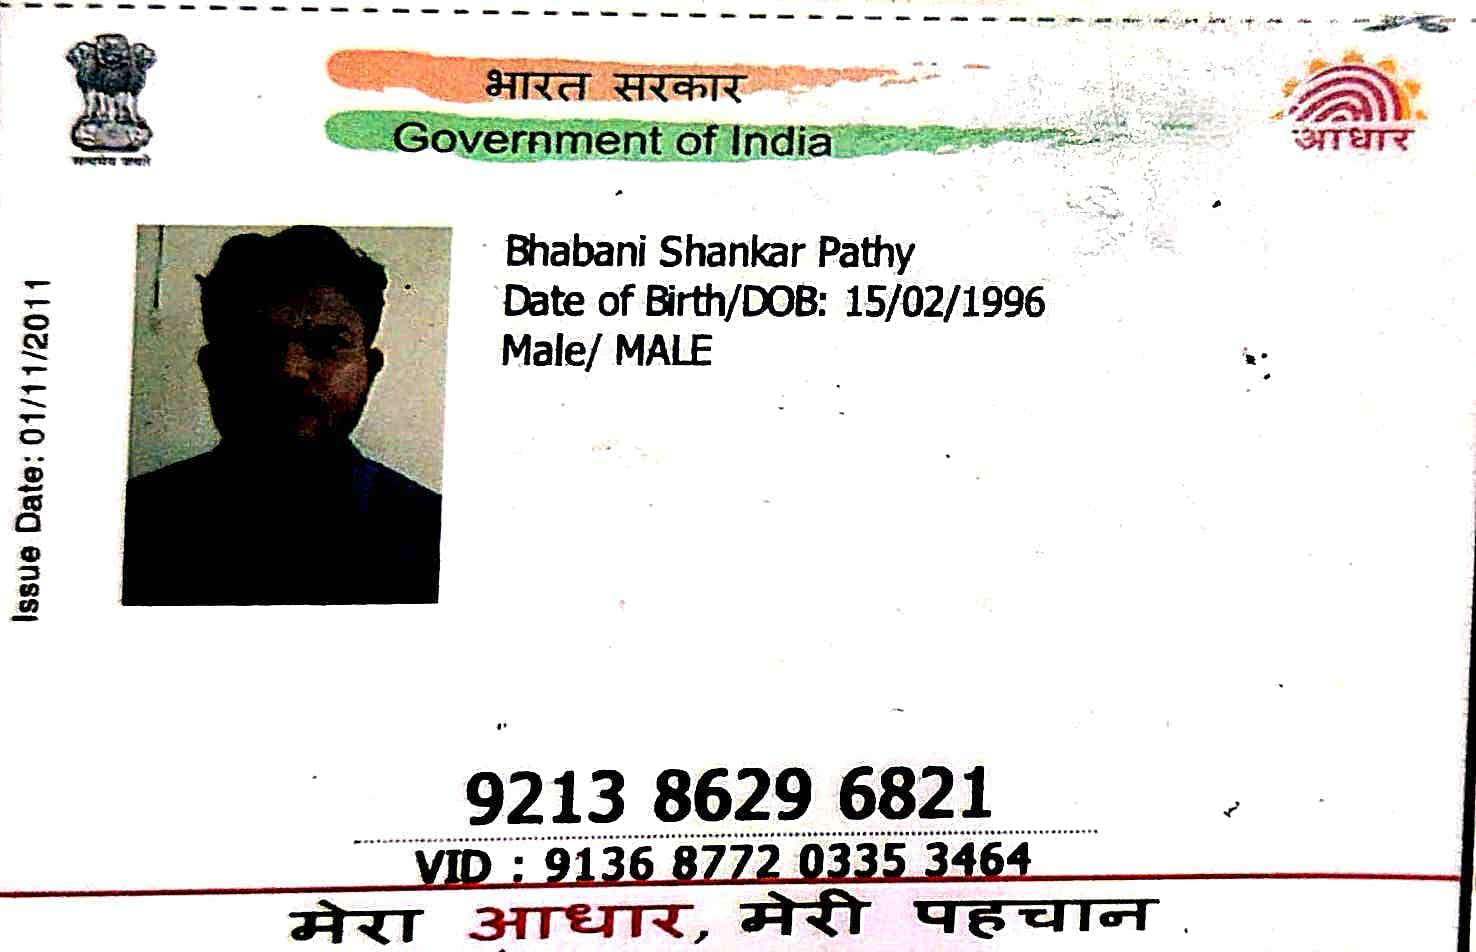 भारत सरकार
Government of India
सत्यमेव जयते
आधार
Issue Date: 01/11/2011
Bhabani Shankar Pathy
Date of Birth/DOB: 15/02/1996
Male/ MALE
9213 8629 6821
VID : 9136 8772 0335 3464
मेरा आधार, मेरी पहचान